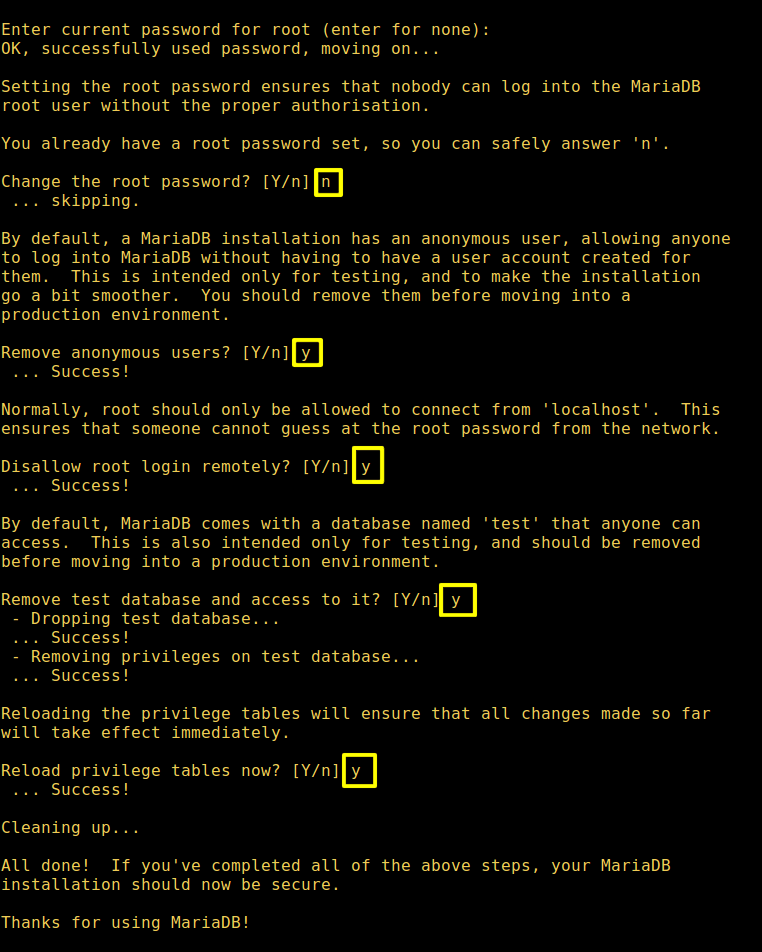 Enter current password for root (enter for none):
OK, successfully used password, moving on...
Setting the root password ensures that nobody can log into the MariaDB
root user without the proper authorisation.
You already have a root password set, so you can safely answer 'n'.
Change the root password? [Y/n] n
... skipping.
By default, a MariaDB installation has an anonymous user, allowing anyone
to log into MariaDB without having to have a user account created for
them.  This is intended only for testing, and to make the installation
go a bit smoother.  You should remove them before moving into a
production environment.
Remove anonymous users? [Y/n] y
... Success!
Normally, root should only be allowed to connect from 'localhost'.  This
ensures that someone cannot guess at the root password from the network.
Disallow root login remotely? [Y/n] y
... Success!
By default, MariaDB comes with a database named 'test' that anyone can
access.  This is also intended only for testing, and should be removed
before moving into a production environment.
Remove test database and access to it? [Y/n] y
- Dropping test database...
... Success!
- Removing privileges on test database...
... Success!
Reloading the privilege tables will ensure that all changes made so far
will take effect immediately.
Reload privilege tables now? [Y/n] y
... Success!
Cleaning up...
All done!  If you've completed all of the above steps, your MariaDB
installation should now be secure.
Thanks for using MariaDB!